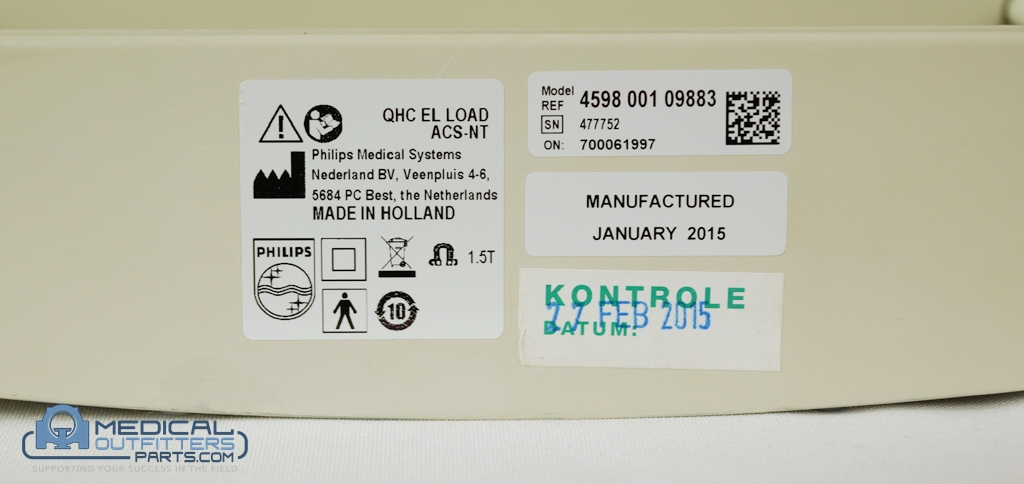 QHC EL LOAD
ACS-NT
Philips Medical Systems
Nederland BV, Veenpluis 4-6,
5684 PC Best, the Netherlands
MADE IN HOLLAND
PHILIPS
1.5T
10
Model
REF 4598 001 09883
SN 477752
ON: 700061997
MANUFACTURED
JANUARY 2015
KONTROLE
DATUM:
FEB 2015
MEDICAL
OUTFITTERS
PARTS.COM
SUPPORTING YOUR SUCCESS IN THE FIELD